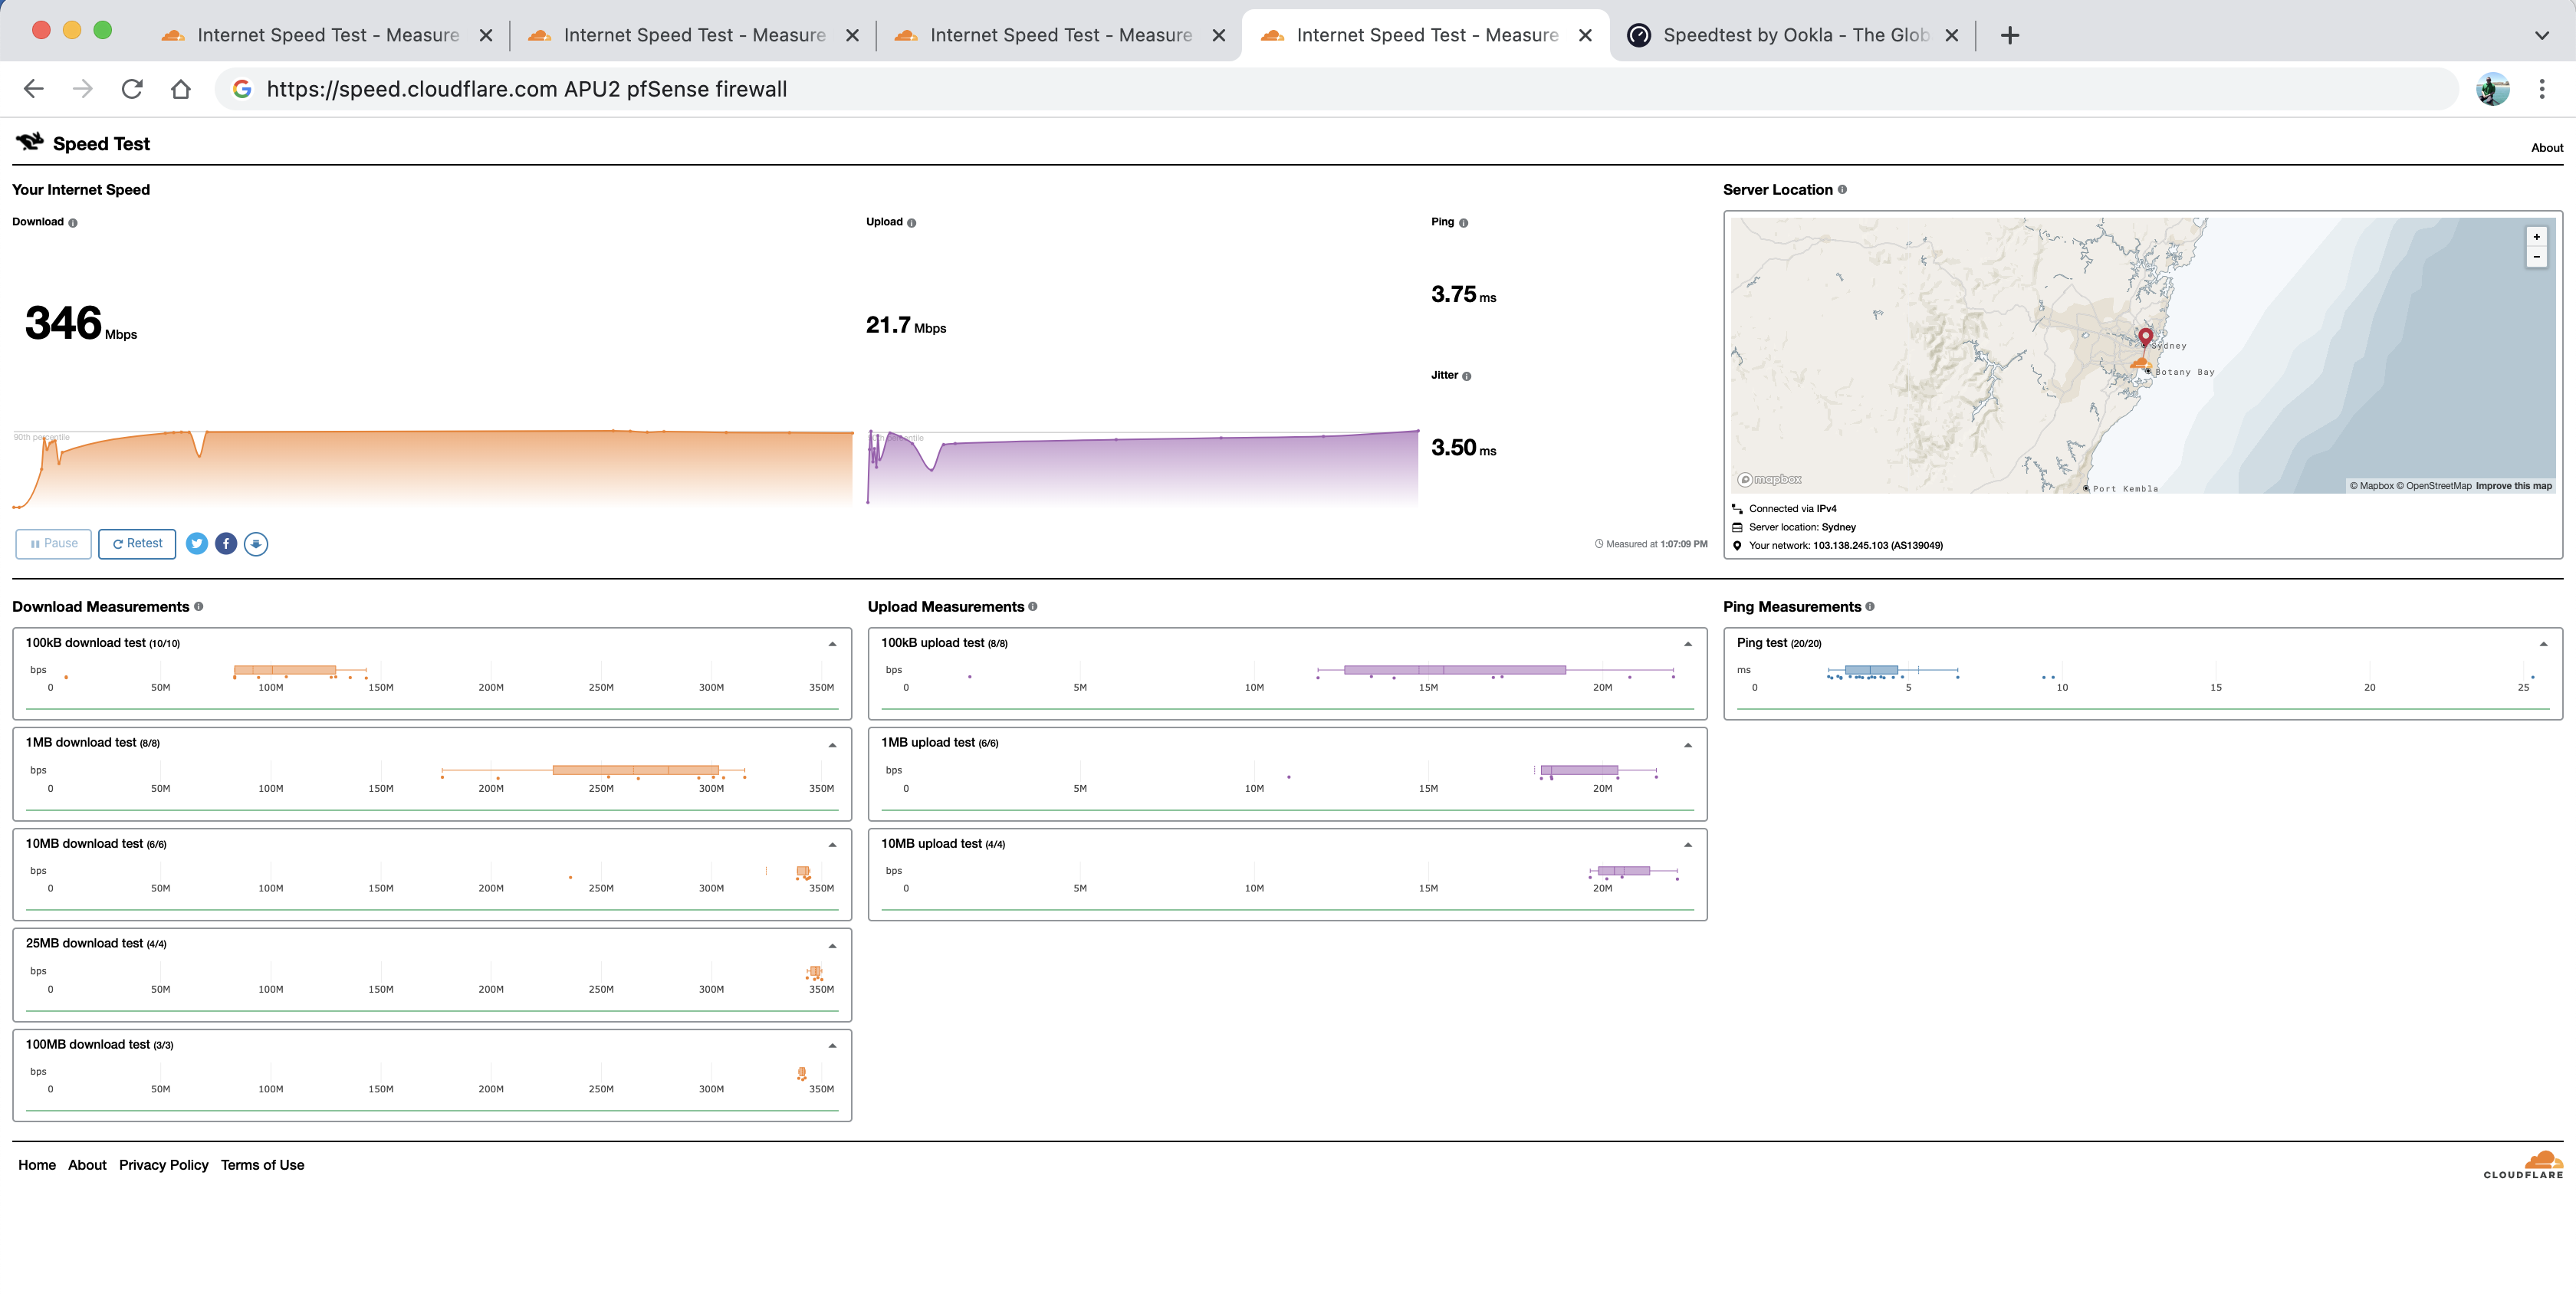 Internet Speed Test - Measure
Internet Speed Test - Measure
Internet Speed Test - Measure
Internet Speed Test - Measure
Speedtest by Ookla - The Glob
https://speed.cloudflare.com APU2 pfSense firewall
Speed Test
About
Your Internet Speed
Server Location
Download
Upload
Ping
346 Mbps
21.7 Mbps
3.75 ms
Jitter
3.50 ms
90th percentile
percentile
Sydney
Botany Bay
Port Kembla
+
-
mapbox
© Mapbox © OpenStreetMap Improve this map
Connected via IPv4
Server location: Sydney
Your network: 103.138.245.103 (AS139049)
Pause
Retest
Measured at 1:07:09 PM
Download Measurements
100kB download test (10/10)
bps
0 50M 100M 150M 200M 250M 300M 350M
1MB download test (8/8)
bps
0 50M 100M 150M 200M 250M 300M 350M
10MB download test (6/6)
bps
0 50M 100M 150M 200M 250M 300M 350M
25MB download test (4/4)
bps
0 50M 100M 150M 200M 250M 300M 350M
100MB download test (3/3)
bps
0 50M 100M 150M 200M 250M 300M 350M
Upload Measurements
100kB upload test (8/8)
bps
0 5M 10M 15M 20M
1MB upload test (6/6)
bps
0 5M 10M 15M 20M
10MB upload test (4/4)
bps
0 5M 10M 15M 20M
Ping Measurements
Ping test (20/20)
ms
0 5 10 15 20 25
Home About Privacy Policy Terms of Use
CLOUDFLARE